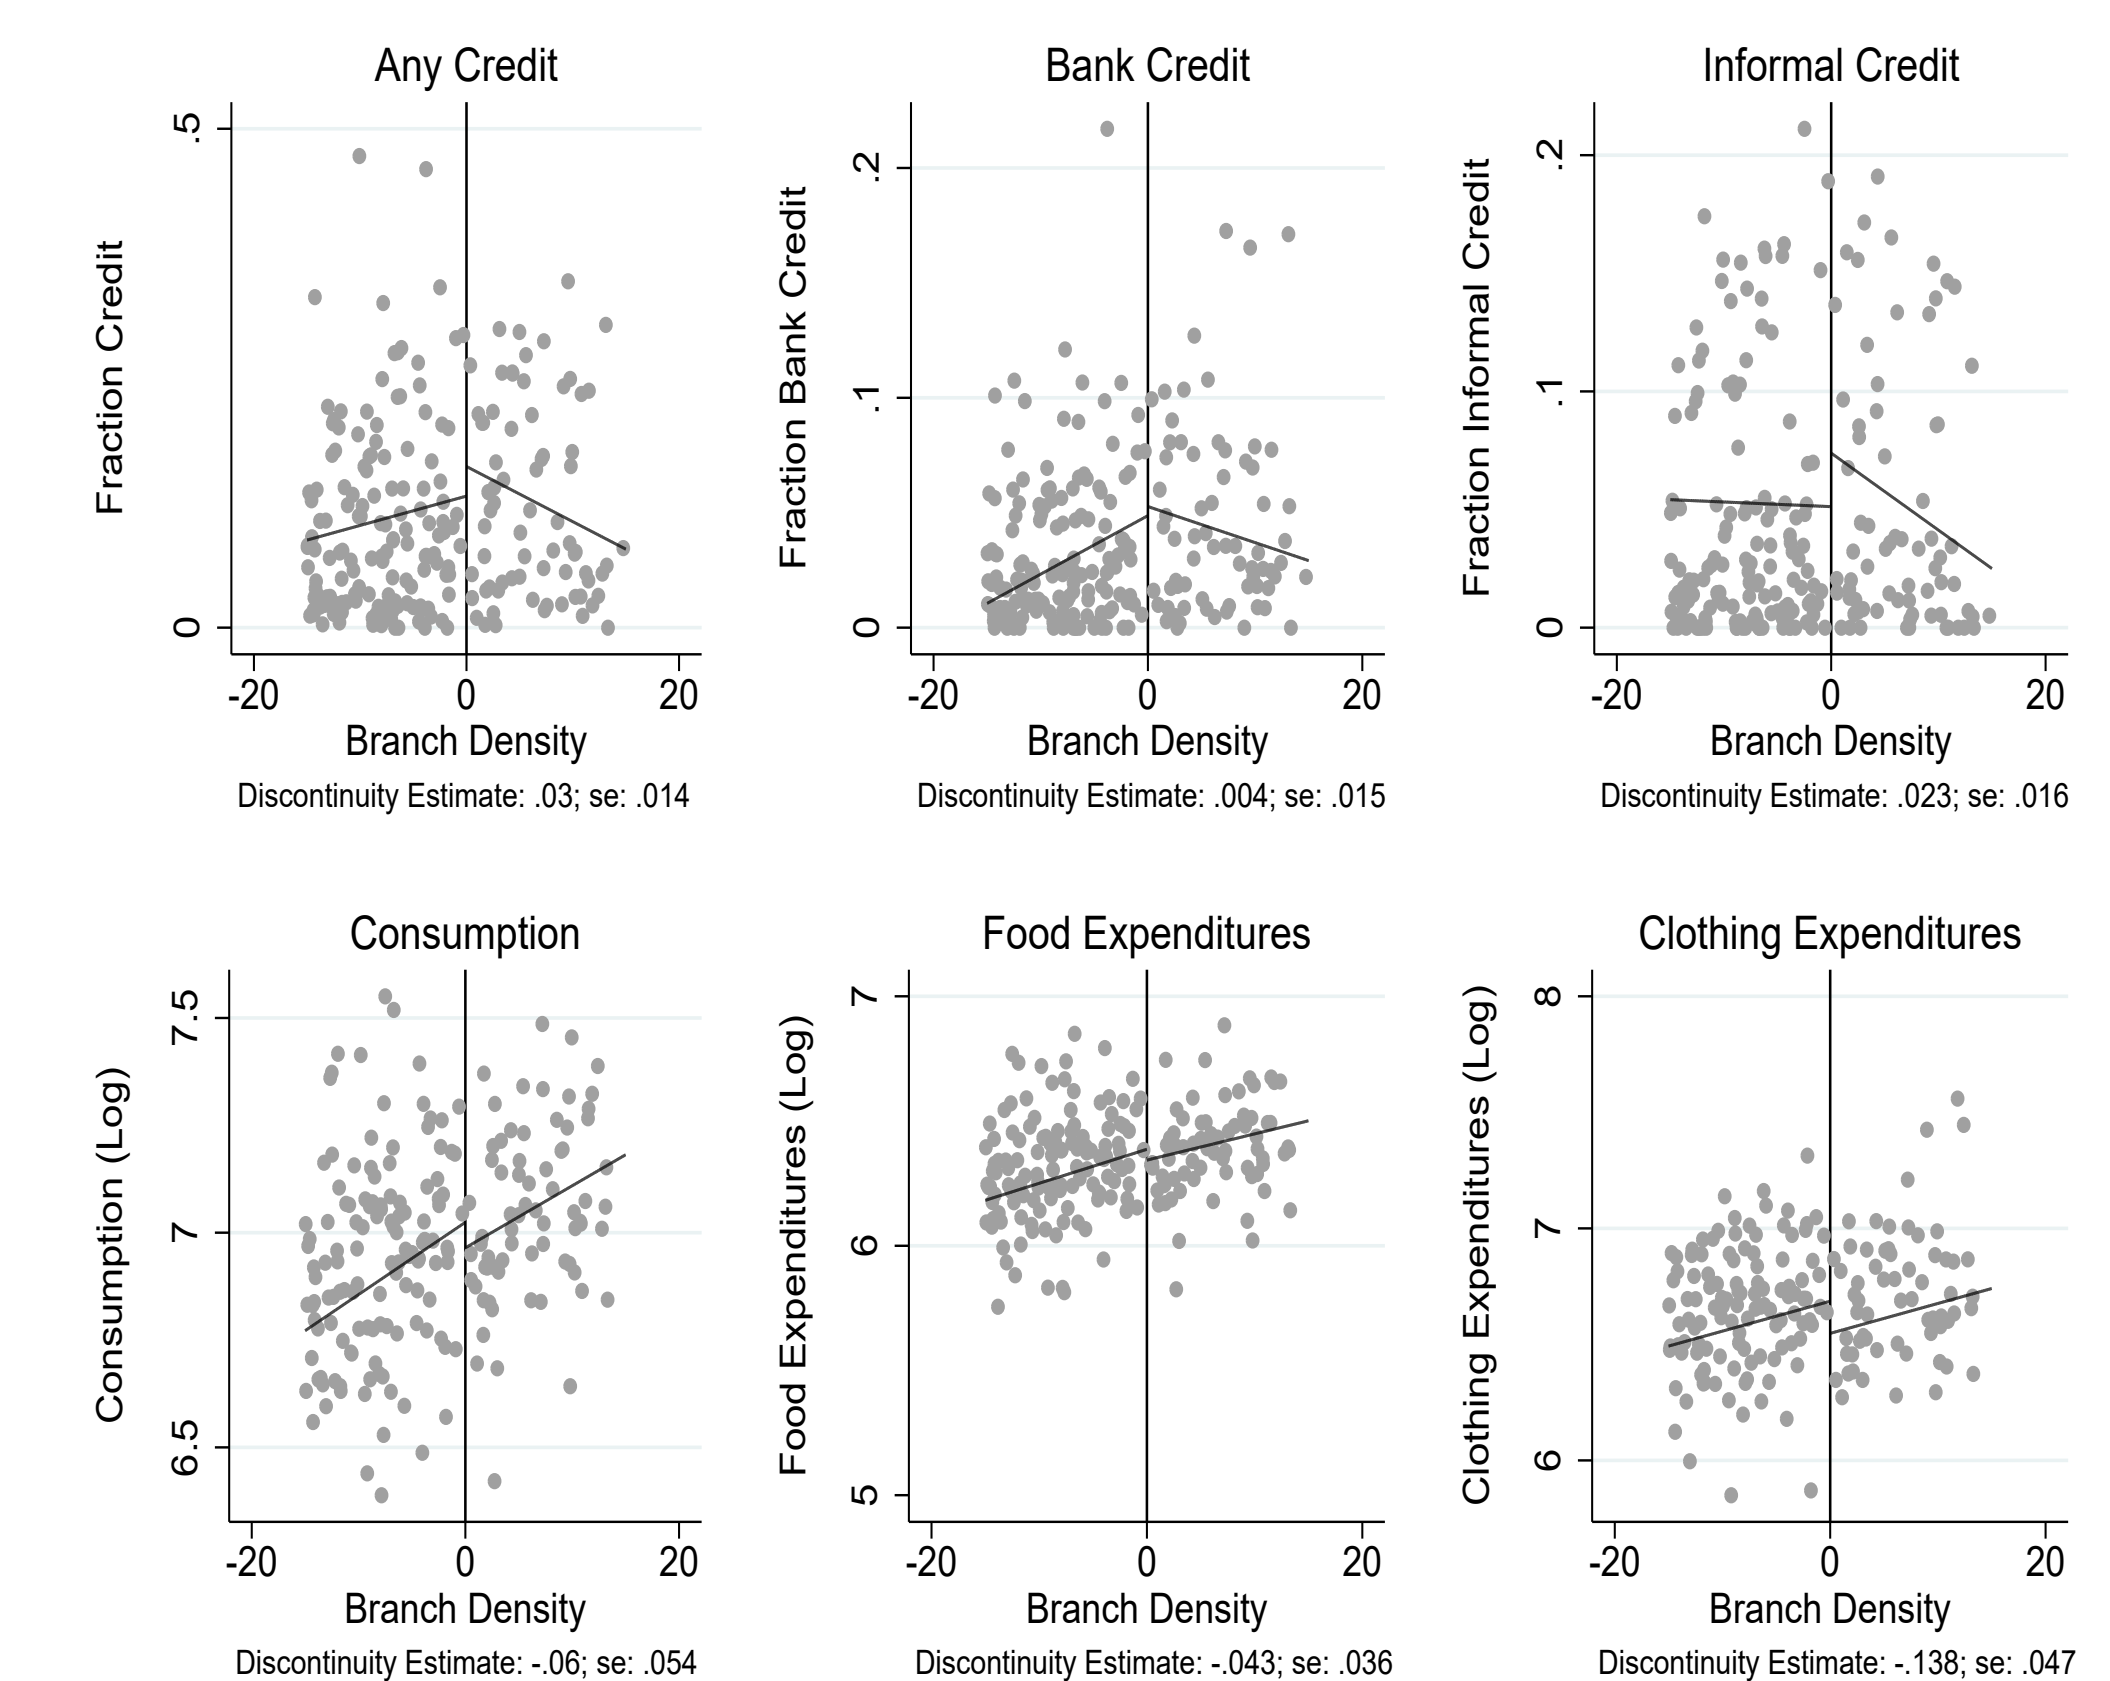 Any Credit
Fraction Credit
.5
0
-20 0 20
Branch Density
Discontinuity Estimate: .03; se: .014
Bank Credit
Fraction Bank Credit
.2
.1
0
-20 0 20
Branch Density
Discontinuity Estimate: .004; se: .015
Informal Credit
Fraction Informal Credit
.2
.1
0
-20 0 20
Branch Density
Discontinuity Estimate: .023; se: .016
Consumption
Consumption (Log)
7.5
7
6.5
-20 0 20
Branch Density
Discontinuity Estimate: -.06; se: .054
Food Expenditures
Food Expenditures (Log)
7
6
5
-20 0 20
Branch Density
Discontinuity Estimate: -.043; se: .036
Clothing Expenditures
Clothing Expenditures (Log)
8
7
6
-20 0 20
Branch Density
Discontinuity Estimate: -.138; se: .047